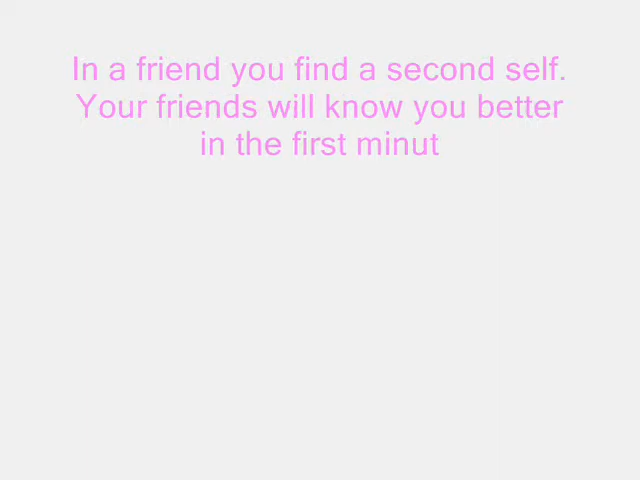 In a friend you find a second self.
Your friends will know you better
in the first minut